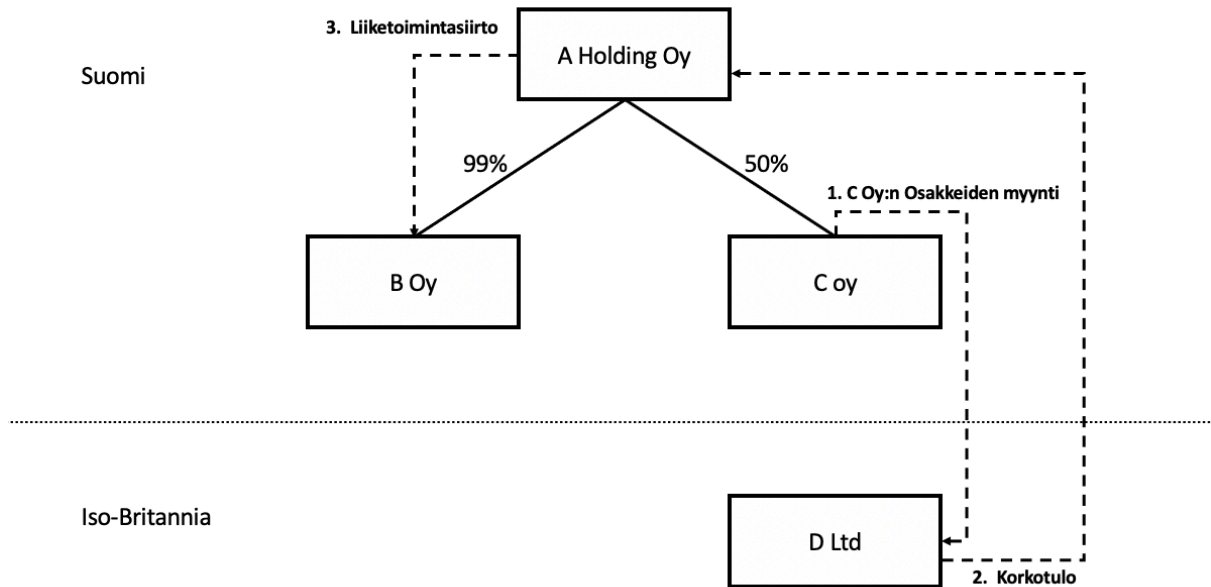 3. Liiketoimintasiirto
A Holding Oy
Suomi
99%
50%
1. C Oy:n Osakkeiden myynti
B Oy
C oy
Iso-Britannia
D Ltd
2. Korkotulo